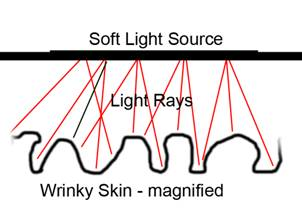 Soft Light Source
Light Rays
Wrinky Skin - magnified